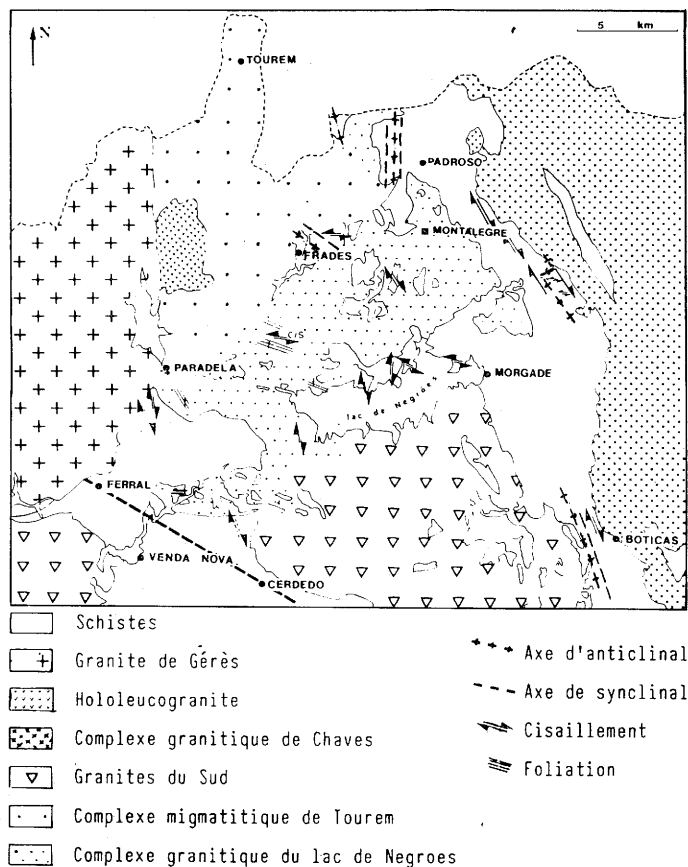 N
5 km
TOUREM
PADROSO
MONTALEGRE
FRADES
CIS
PARADELA
MORGADE
lac de Negroes
FERRAL
BOTICAS
VENDA NOVA
CERDEDO
Schistes
Granite de Gérès
Hololeucogranite
Complexe granitique de Chaves
Granites du Sud
Complexe migmatitique de Tourem
Complexe granitique du lac de Negroes
Axe d'anticlinal
Axe de synclinal
Cisaillement
Foliation